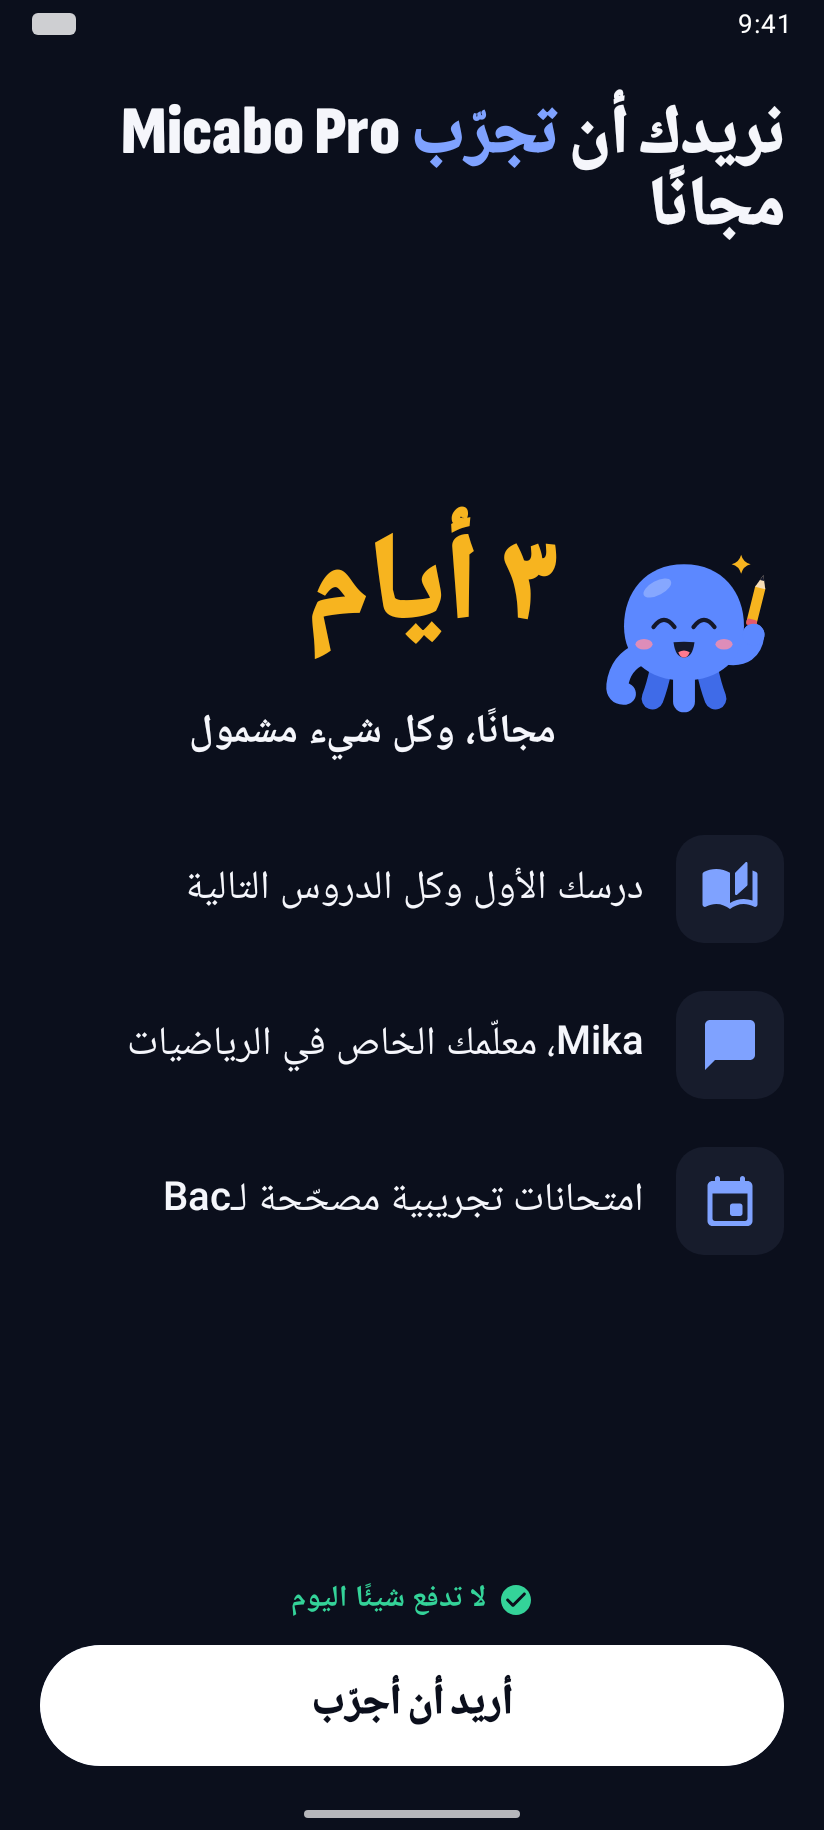 9:41
نريدك أن تجرّب Micabo Pro
مجانًا
٣ أيام
مجانًا، وكل شيء مشمول
درسك الأول وكل الدروس التالية
Mika، معلّمك الخاص في الرياضيات
امتحانات تجريبية مصحّحة لـBac
لا تدفع شيئًا اليوم
أريد أن أجرّب